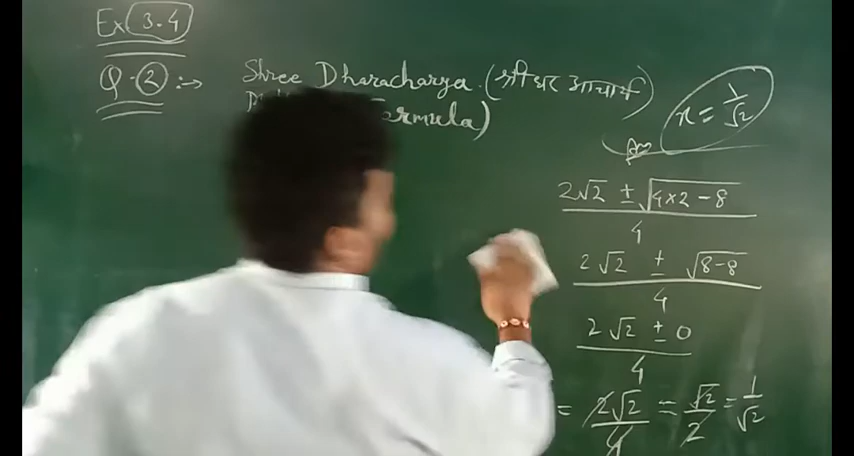 Ex 3.4
Q.2 :→ Shree Dharacharya. (श्री धर आचार्य)
x = 1/√2
Ans
2√2 ± √4×2-8 / 4
2√2 ± √8-8 / 4
2√2 ± 0 / 4
= 2√2 / 4 = √2 / 2 = 1 / √2